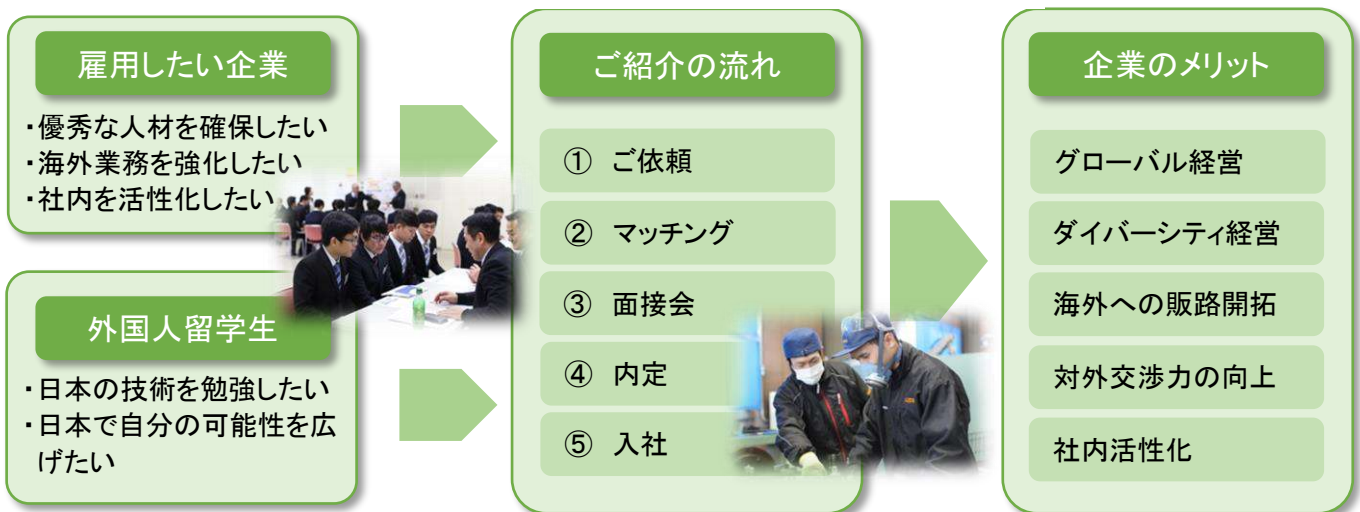 雇用したい企業
・優秀な人材を確保したい
・海外業務を強化したい
・社内を活性化したい
外国人留学生
・日本の技術を勉強したい
・日本で自分の可能性を広
げたい
ご紹介の流れ
① ご依頼
② マッチング
③ 面接会
④ 内定
⑤ 入社
企業のメリット
グローバル経営
ダイバーシティ経営
海外への販路開拓
対外交渉力の向上
社内活性化